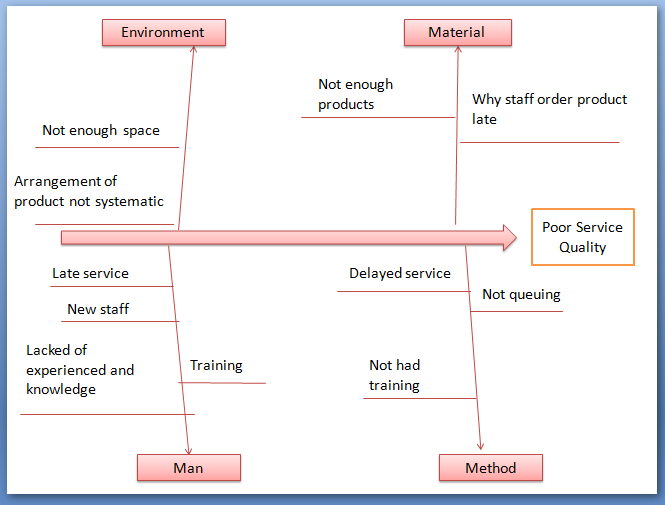 Environment
Material
Not enough
products
Why staff order product
late
Not enough space
Arrangement of
product not systematic
Poor Service
Quality
Late service
New staff
Lacked of
experienced and
knowledge
Training
Delayed service
Not queuing
Not had
training
Man
Method